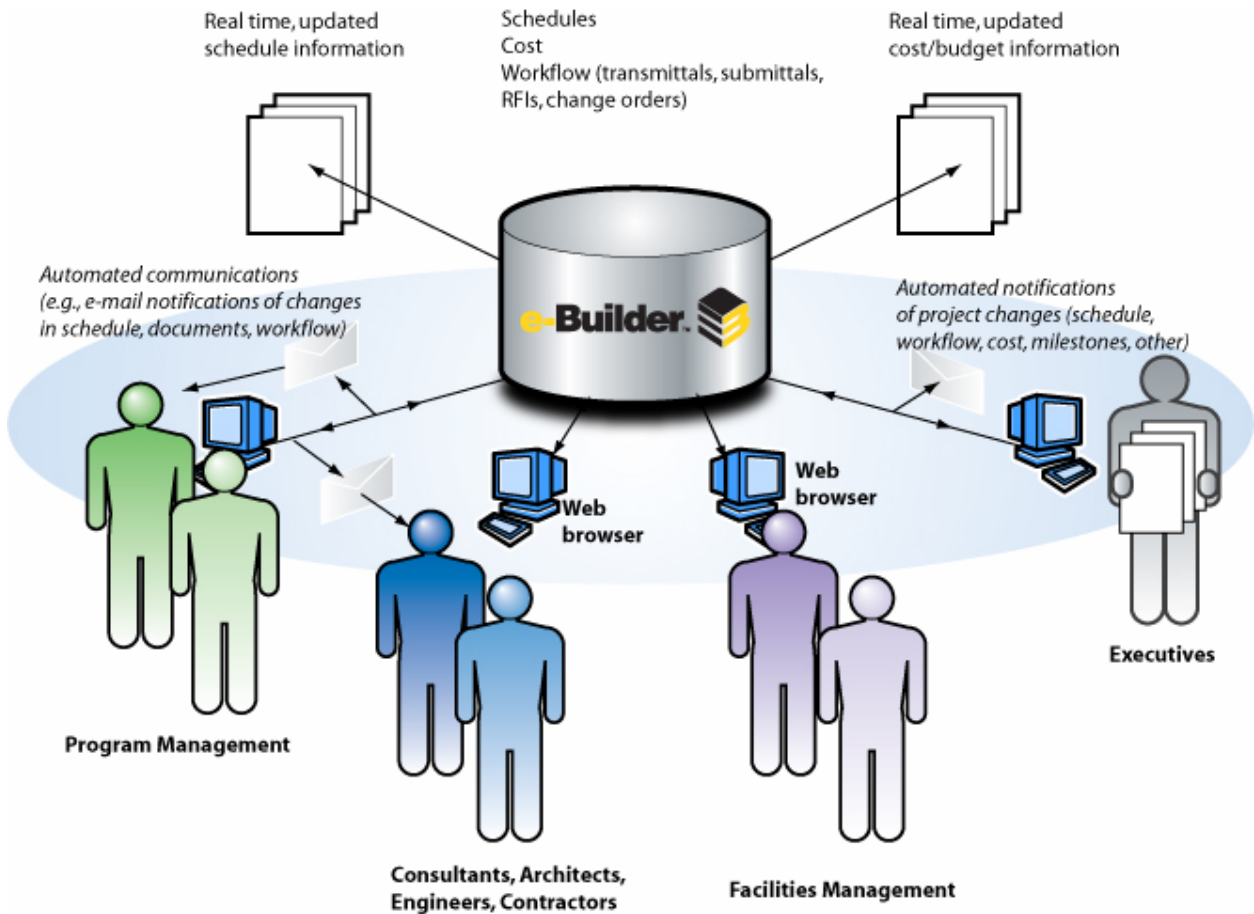 Real time, updated
schedule information
Schedules
Cost
Workflow (transmittals, submittals,
RFIs, change orders)
Real time, updated
cost/budget information
Automated communications
(e.g., e-mail notifications of changes
in schedule, documents, workflow)
e-Builder™
Automated notifications
of project changes (schedule,
workflow, cost, milestones, other)
Web
browser
Web
browser
Executives
Program Management
Consultants, Architects,
Engineers, Contractors
Facilities Management